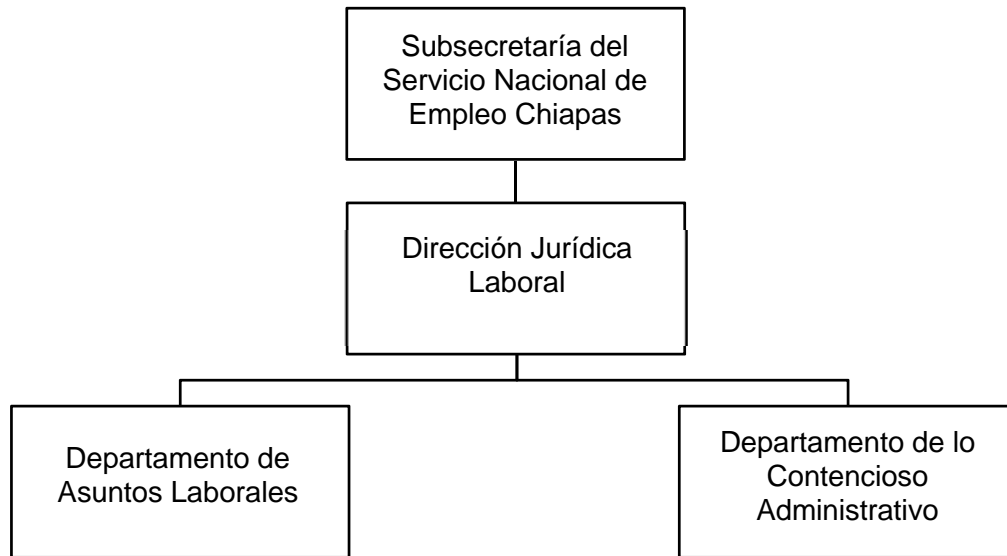 Subsecretaría del
Servicio Nacional de
Empleo Chiapas
Dirección Jurídica
Laboral
Departamento de
Asuntos Laborales
Departamento de lo
Contencioso
Administrativo